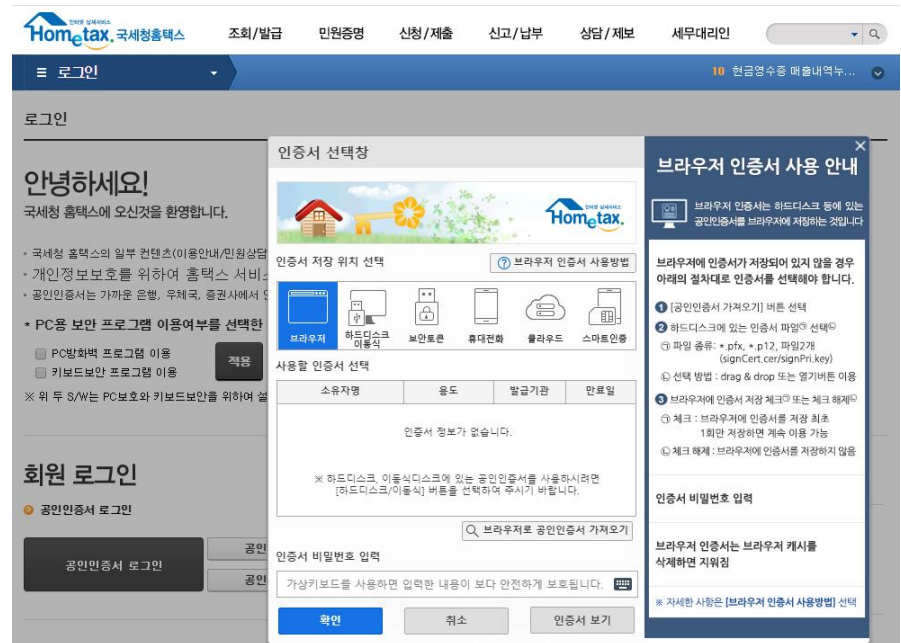 인터넷 납세서비스
Hometax. 국세청홈택스
조회/발급 민원증명 신청/제출 신고/납부 상담/제보 세무대리인
로그인
10 현금영수증 매출내역누...
로그인
안녕하세요!
국세청 홈택스에 오신것을 환영합니다.
• 국세청 홈택스의 일부 컨텐츠(이용안내/민원상담
• 개인정보보호를 위하여 홈택스 서비스
• 공인인증서는 가까운 은행, 우체국, 증권사에서
* PC용 보안 프로그램 이용여부를 선택한
PC방화벽 프로그램 이용
키보드보안 프로그램 이용
적용
※ 위 두 S/W는 PC보호와 키보드보안을 위하여 설
회원 로그인
공인인증서 로그인
공인인증서 로그인
공인
공인
인증서 선택창
Hometax.
인증서 저장 위치 선택
? 브라우저 인증서 사용방법
브라우저 하드디스크 이동식 보안토큰 휴대전화 클라우드 스마트인증
사용할 인증서 선택
소유자명 용도 발급기관 만료일
인증서 정보가 없습니다.
※ 하드디스크, 이동식디스크에 있는 공인인증서를 사용하시려면
[하드디스크/이동식] 버튼을 선택하여 주시기 바랍니다.
브라우저로 공인인증서 가져오기
인증서 비밀번호 입력
가상키보드를 사용하면 입력한 내용이 보다 안전하게 보호됩니다.
확인 취소 인증서 보기
브라우저 인증서 사용 안내
브라우저 인증서는 하드디스크 등에 있는
공인인증서를 브라우저에 저장하는 것입니다
브라우저에 인증서가 저장되어 있지 않을 경우
아래의 절차대로 인증서를 선택해야 합니다.
❶ [공인인증서 가져오기] 버튼 선택
❷ 하드디스크에 있는 인증서 파일㉠ 선택㉡
㉠ 파일 종류: *.pfx, *.p12, 파일2개
(signCert.cer/signPri.key)
㉡ 선택 방법 : drag & drop 또는 열기버튼 이용
❸ 브라우저에 인증서 저장 체크㉠ 또는 체크 해제㉡
㉠ 체크 : 브라우저에 인증서를 저장 최초
1회만 저장하면 계속 이용 가능
㉡ 체크 해제 : 브라우저에 인증서를 저장하지 않음
인증서 비밀번호 입력
브라우저 인증서는 브라우저 캐시를
삭제하면 지워짐
※ 자세한 사항은 [브라우저 인증서 사용방법] 선택